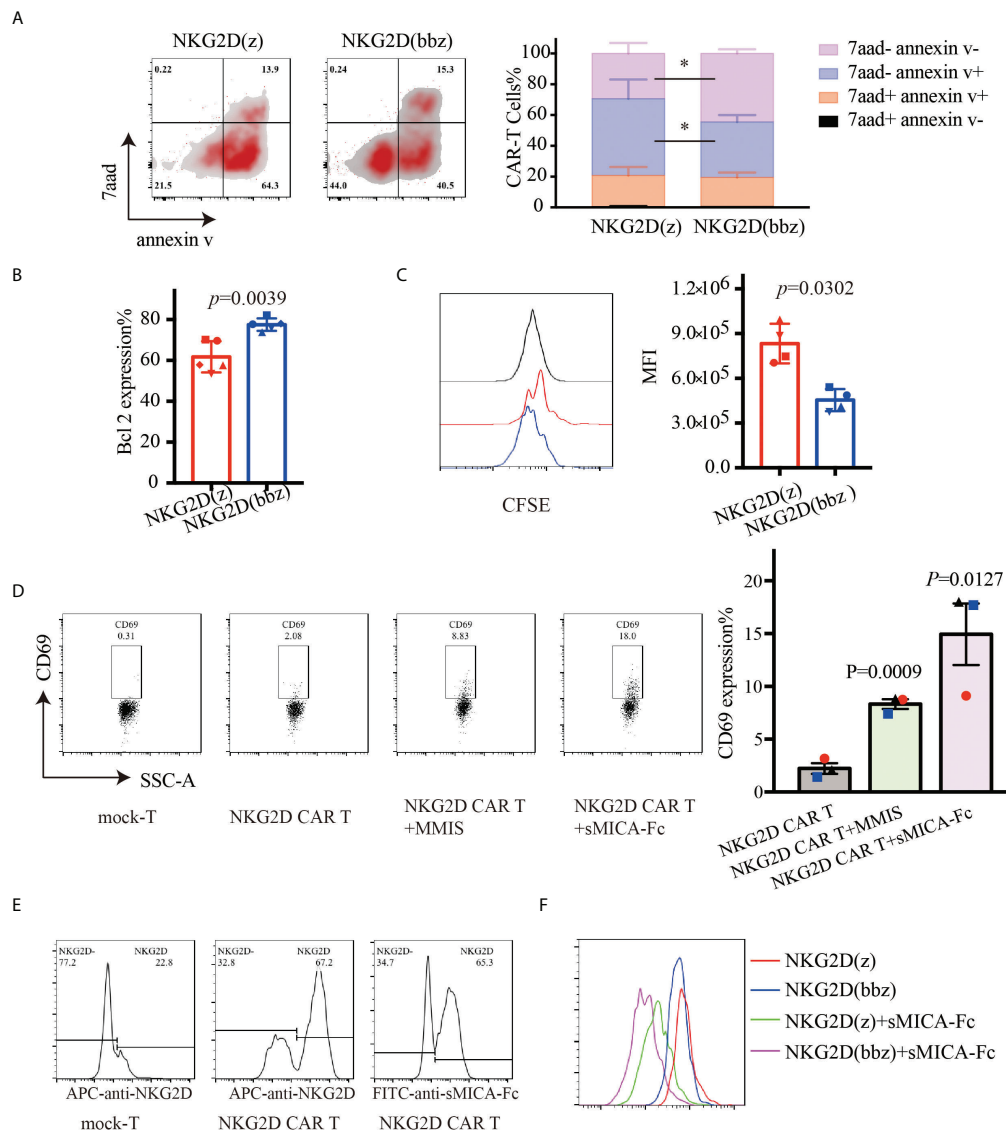 A
NKG2D(z)
NKG2D(bbz)
0.22
13.9
21.5
64.3
0.24
15.3
44.0
40.5
7aad
annexin v
CAR-T Cells%
100
80
60
40
20
0
*
*
NKG2D(z)
NKG2D(bbz)
7aad- annexin v-
7aad- annexin v+
7aad+ annexin v+
7aad+ annexin v-
B
p=0.0039
Bcl 2 expression%
80
60
40
20
0
NKG2D(z)
NKG2D(bbz)
C
CFSE
MFI
1.2×10⁶
9.0×10⁵
6.0×10⁵
3.0×10⁵
0.0
p=0.0302
NKG2D(z)
NKG2D(bbz )
D
CD69
SSC-A
CD69
0.31
mock-T
CD69
2.08
NKG2D CAR T
CD69
8.83
NKG2D CAR T
+MMIS
CD69
18.0
NKG2D CAR T
+sMICA-Fc
CD69 expression%
20
15
10
5
0
P=0.0009
P=0.0127
NKG2D CAR T
NKG2D CAR T+MMIS
NKG2D CAR T+sMICA-Fc
E
NKG2D-
77.2
NKG2D
22.8
APC-anti-NKG2D
mock-T
NKG2D-
32.8
NKG2D
67.2
APC-anti-NKG2D
NKG2D CAR T
NKG2D-
34.7
NKG2D
65.3
FITC-anti-sMICA-Fc
NKG2D CAR T
F
NKG2D(z)
NKG2D(bbz)
NKG2D(z)+sMICA-Fc
NKG2D(bbz)+sMICA-Fc